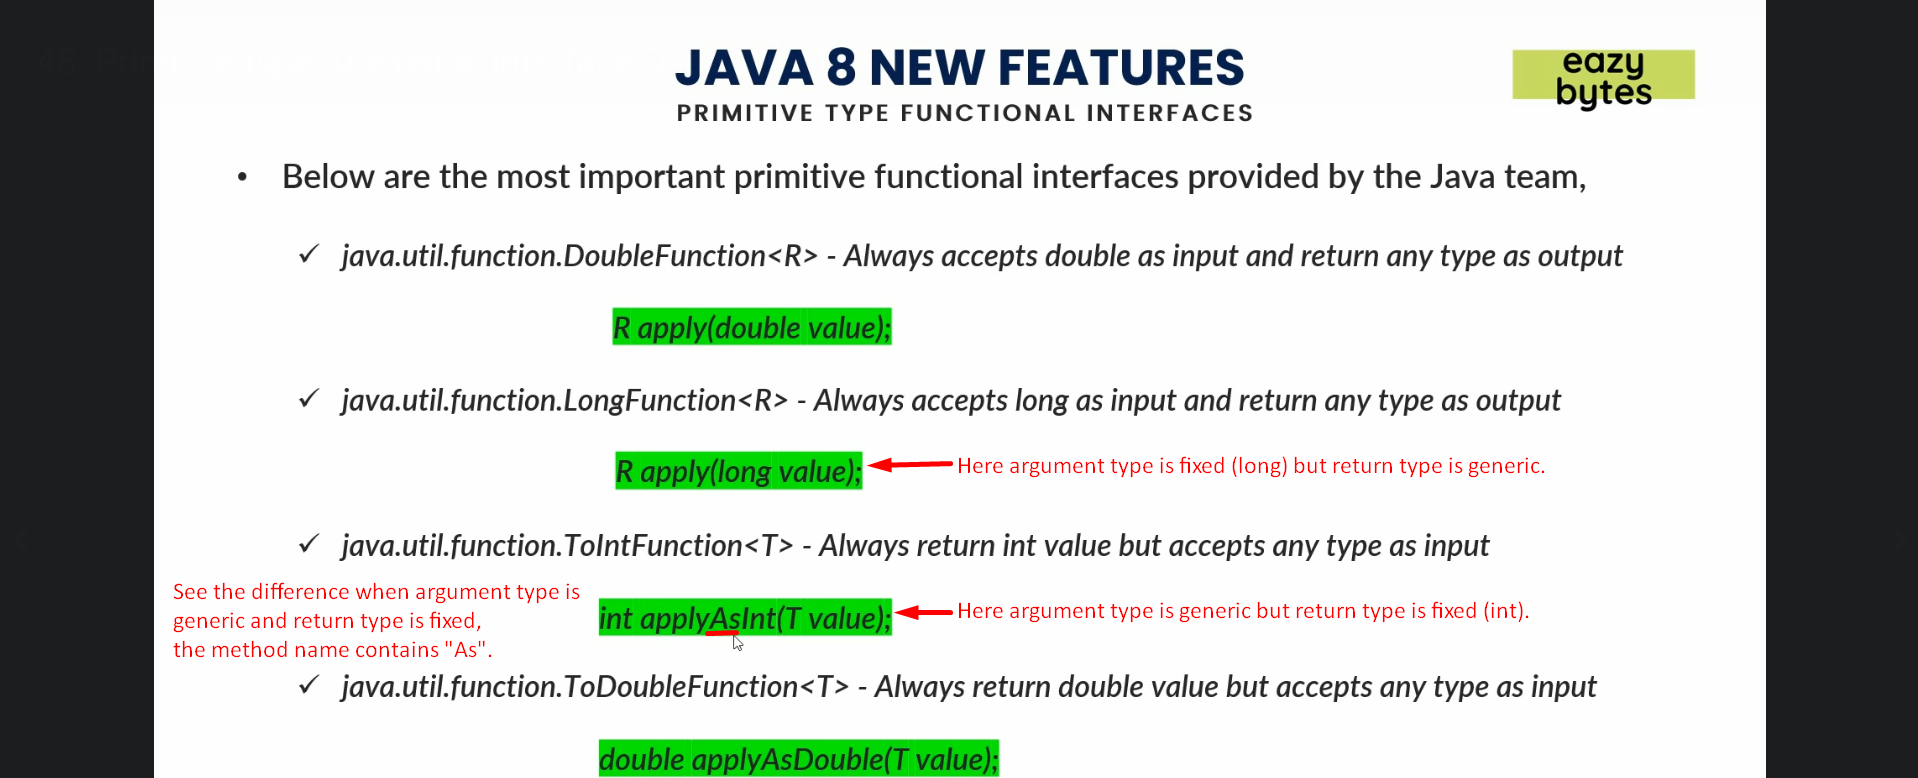 JAVA 8 NEW FEATURES
eazy
bytes
PRIMITIVE TYPE FUNCTIONAL INTERFACES
• Below are the most important primitive functional interfaces provided by the Java team,
✓ java.util.function.DoubleFunction<R> - Always accepts double as input and return any type as output
R apply(double value);
✓ java.util.function.LongFunction<R> - Always accepts long as input and return any type as output
R apply(long value);
Here argument type is fixed (long) but return type is generic.
✓ java.util.function.ToIntFunction<T> - Always return int value but accepts any type as input
See the difference when argument type is
generic and return type is fixed,
the method name contains "As".
int applyAsInt(T value);
Here argument type is generic but return type is fixed (int).
✓ java.util.function.ToDoubleFunction<T> - Always return double value but accepts any type as input
double applyAsDouble(T value);